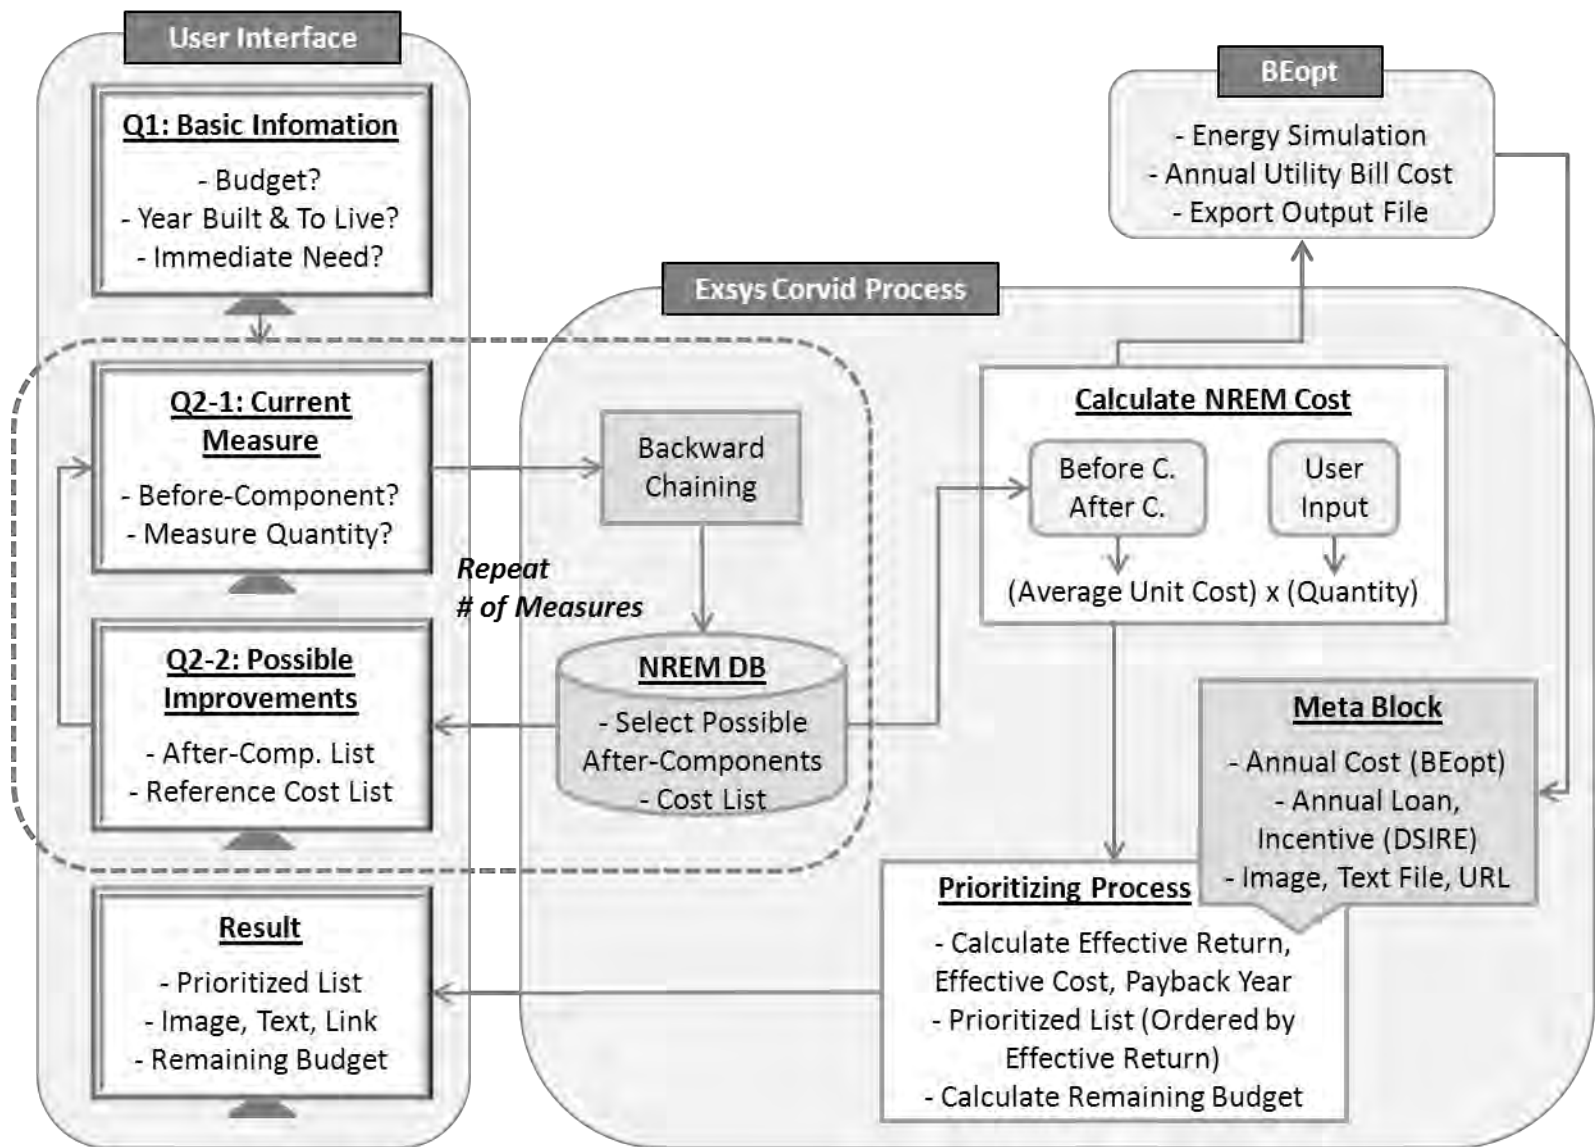 User Interface
Q1: Basic Infomation
- Budget?
- Year Built & To Live?
- Immediate Need?
Q2-1: Current
Measure
- Before-Component?
- Measure Quantity?
Q2-2: Possible
Improvements
- After-Comp. List
- Reference Cost List
Result
- Prioritized List
- Image, Text, Link
- Remaining Budget
Repeat
# of Measures
Exsys Corvid Process
Backward
Chaining
NREM DB
- Select Possible
After-Components
- Cost List
BEopt
- Energy Simulation
- Annual Utility Bill Cost
- Export Output File
Calculate NREM Cost
Before C.
After C.
User
Input
(Average Unit Cost) x (Quantity)
Meta Block
- Annual Cost (BEopt)
- Annual Loan,
Incentive (DSIRE)
- Image, Text File, URL
Prioritizing Process
- Calculate Effective Return,
Effective Cost, Payback Year
- Prioritized List (Ordered by
Effective Return)
- Calculate Remaining Budget